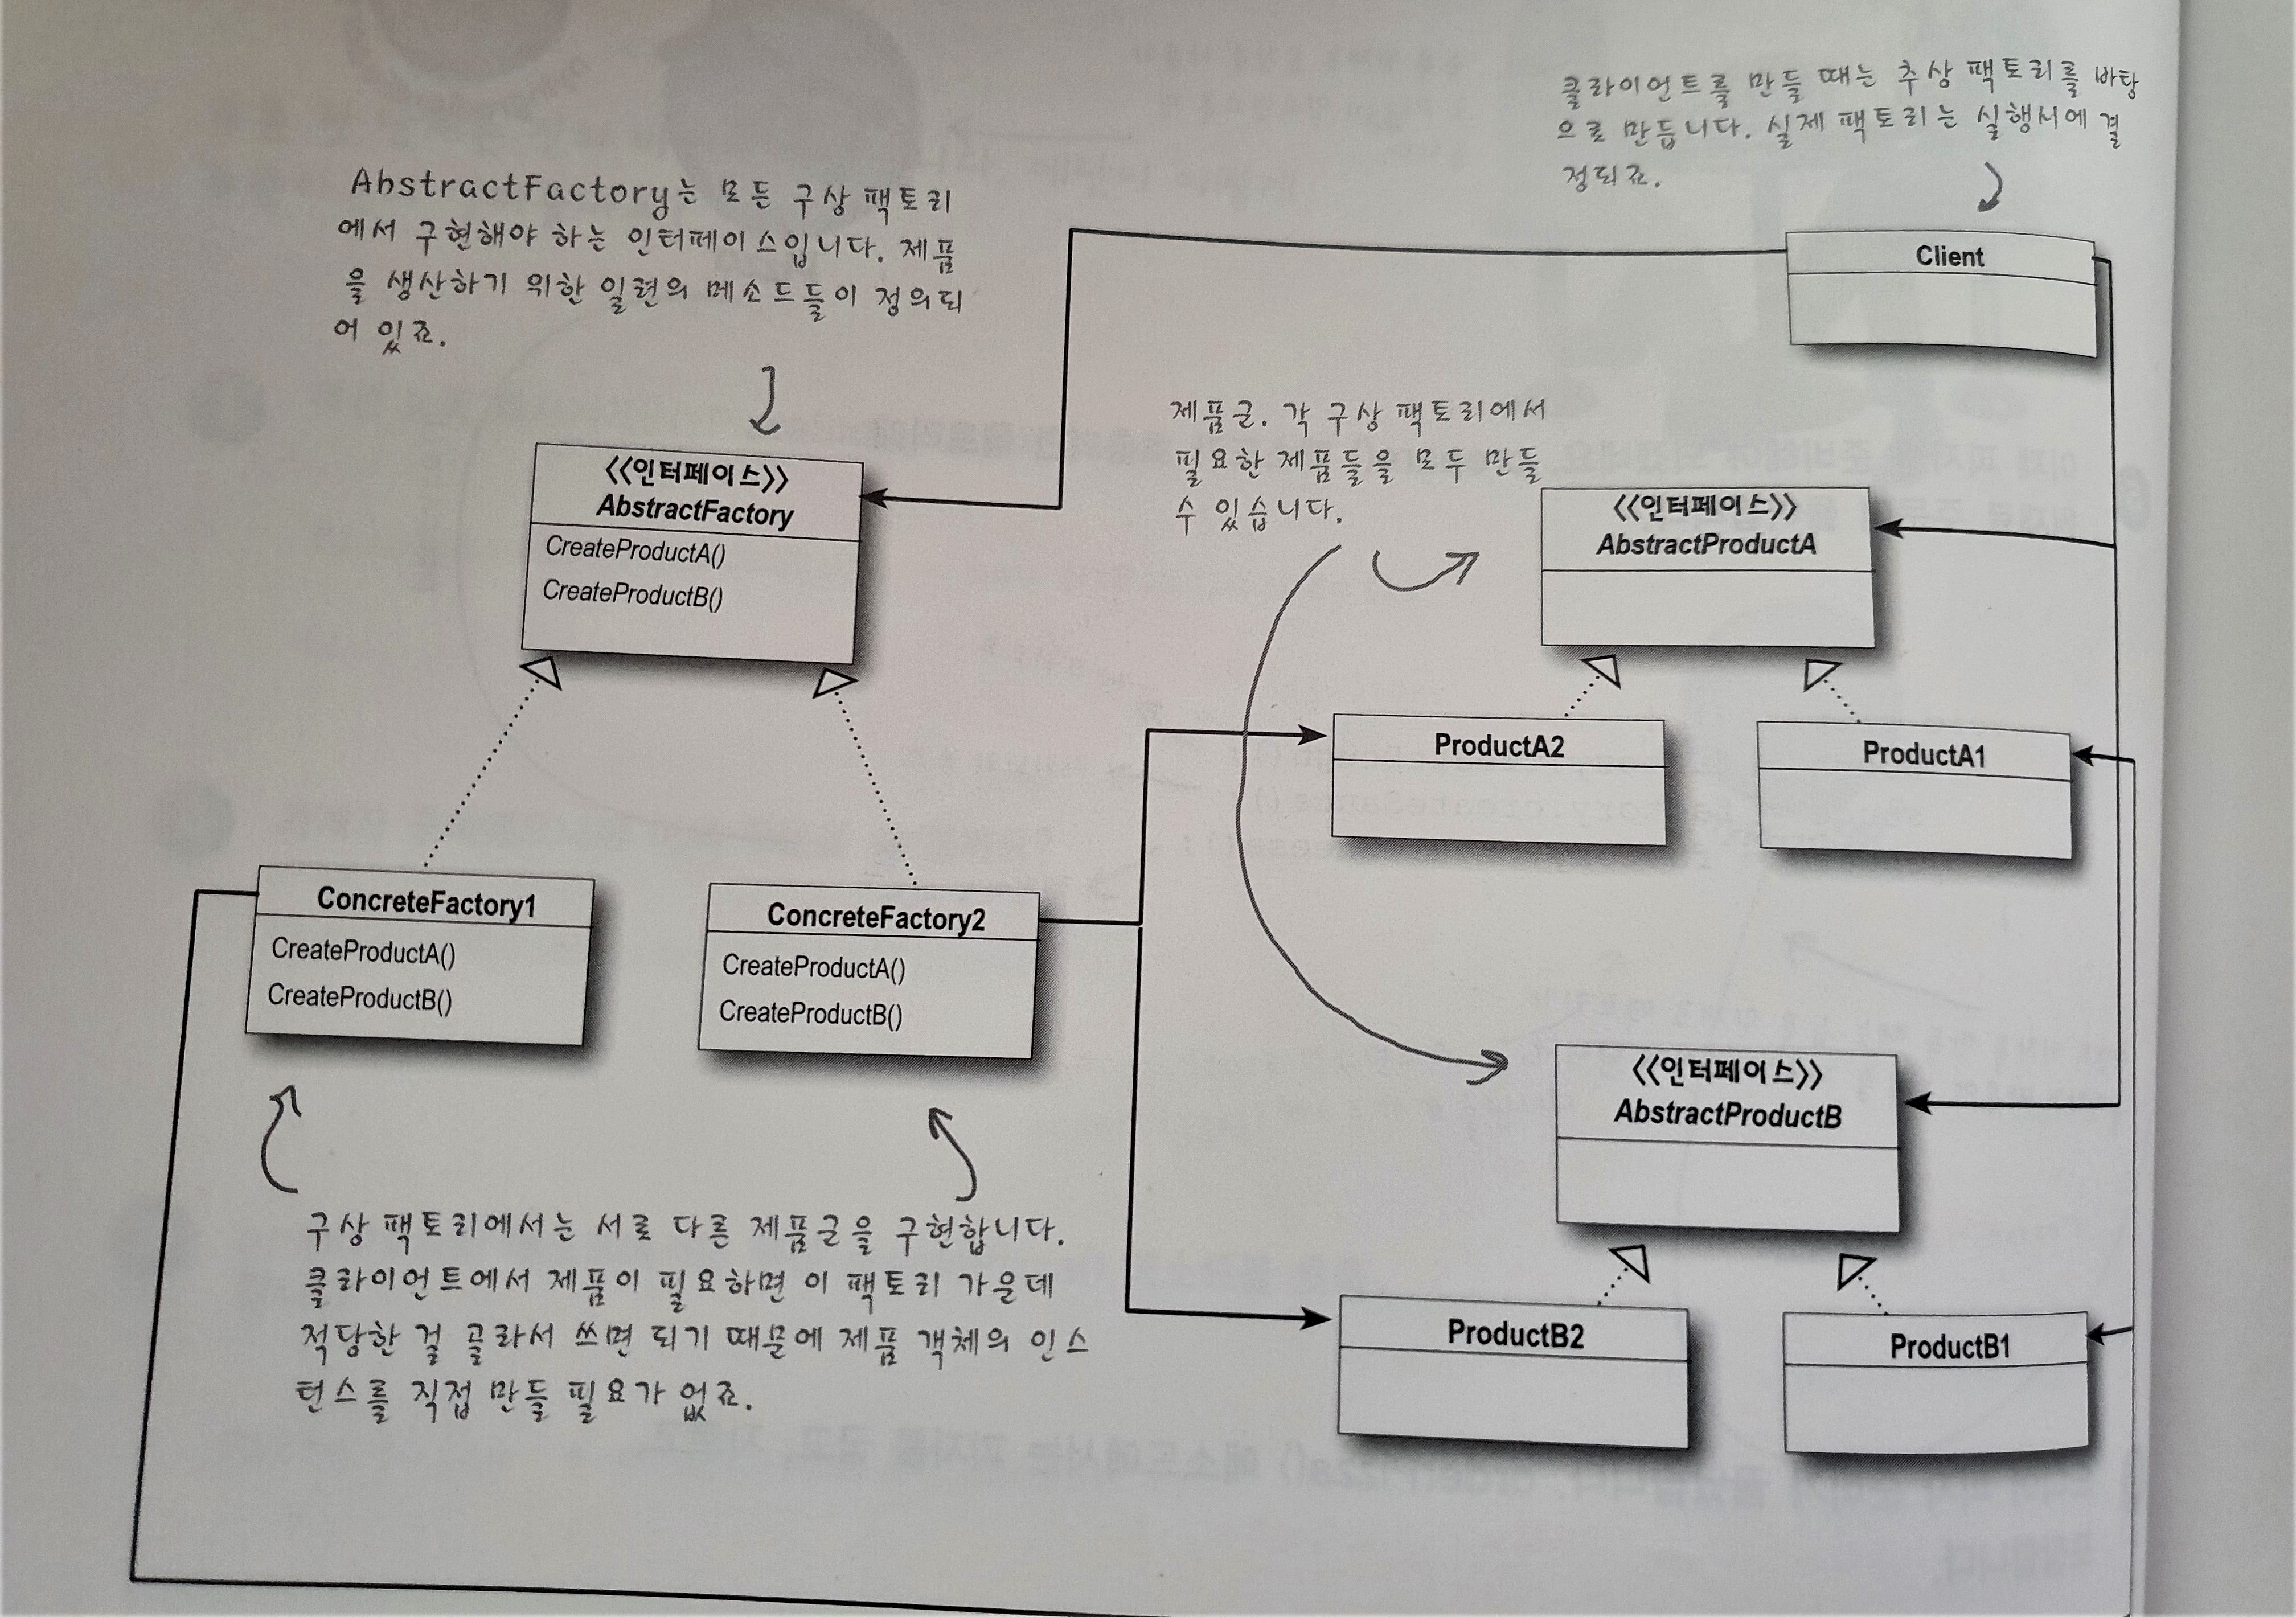 클라이언트를 만들 때는 추상 팩토리를 바탕
으로 만듭니다. 실제 팩토리는 실행시에 결
정되죠.
AbstractFactory는 모든 구상 팩토리
에서 구현해야 하는 인터페이스입니다. 제품
을 생산하기 위한 일련의 메소드들이 정의되
어 있죠.
Client
제품군. 각 구상 팩토리에서
필요한 제품들을 모두 만들
수 있습니다.
<<인터페이스>>
AbstractFactory
CreateProductA()
CreateProductB()
<<인터페이스>>
AbstractProductA
ProductA2
ProductA1
ConcreteFactory1
CreateProductA()
CreateProductB()
ConcreteFactory2
CreateProductA()
CreateProductB()
<<인터페이스>>
AbstractProductB
구상 팩토리에서는 서로 다른 제품군을 구현합니다.
클라이언트에서 제품이 필요하면 이 팩토리 가운데
적당한 걸 골라서 쓰면 되기 때문에 제품 객체의 인스
턴스를 직접 만들 필요가 없죠.
ProductB2
ProductB1